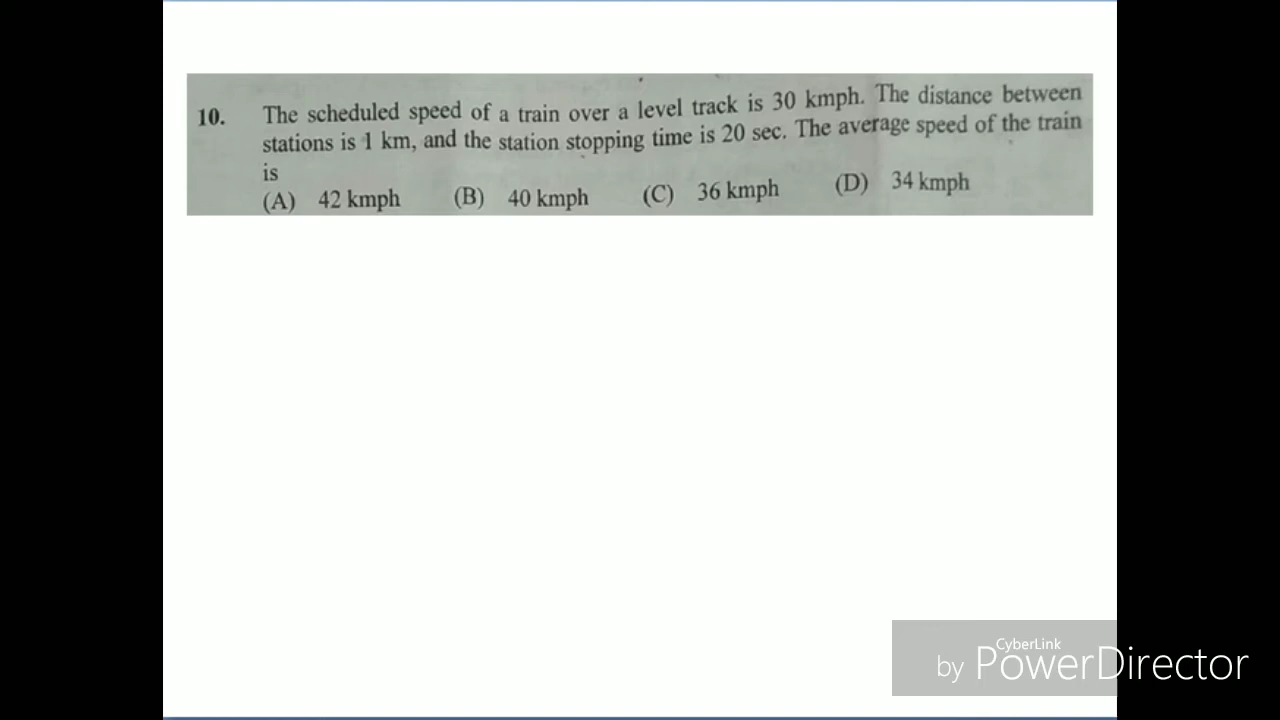 10. The scheduled speed of a train over a level track is 30 kmph. The distance between
stations is 1 km, and the station stopping time is 20 sec. The average speed of the train
is
(A) 42 kmph (B) 40 kmph (C) 36 kmph (D) 34 kmph
CyberLink
by PowerDirector